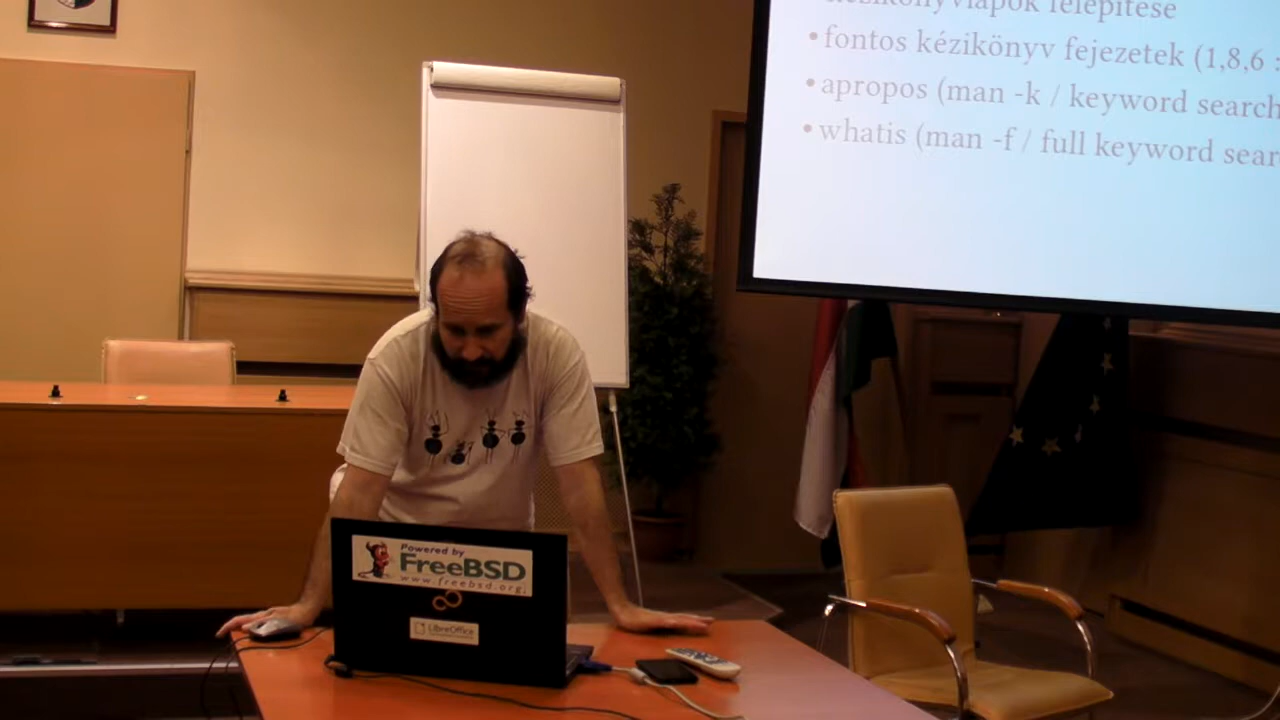 kézikönyvlapok felépítése
• fontos kézikönyv fejezetek (1,8,6 :
• apropos (man -k / keyword search
• whatis (man -f / full keyword sear
Powered by
FreeBSD
www.freebsd.org
LibreOffice